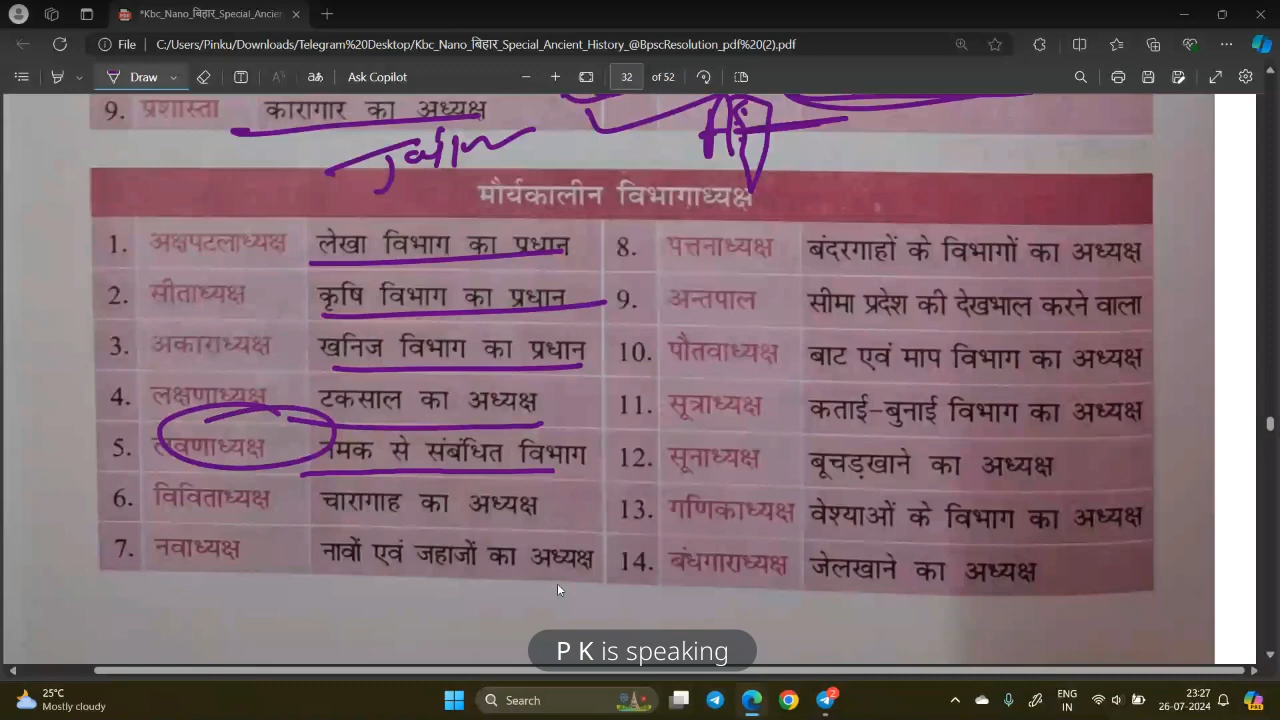 *Kbc_Nano_बिहार_Special_Ancien
File C:/Users/Pinku/Downloads/Telegram%20Desktop/Kbc_Nano_बिहार_Special_Ancient_History_@BpscResolution_pdf%20(2).pdf
Draw Ask Copilot 32 of 52
9. प्रशास्ता कारागार का अध्यक्ष
मौर्यकालीन विभागाध्यक्ष
1. अक्षपटलाध्यक्ष लेखा विभाग का प्रधान
2. सीताध्यक्ष कृषि विभाग का प्रधान
3. अकाराध्यक्ष खनिज विभाग का प्रधान
4. लक्षणाध्यक्ष टकसाल का अध्यक्ष
5. लवणाध्यक्ष नमक से संबंधित विभाग
6. विविताध्यक्ष चारागाह का अध्यक्ष
7. नवाध्यक्ष नावों एवं जहाजों का अध्यक्ष
8. पत्तनाध्यक्ष बंदरगाहों के विभागों का अध्यक्ष
9. अन्तपाल सीमा प्रदेश की देखभाल करने वाला
10. पौतवाध्यक्ष बाट एवं माप विभाग का अध्यक्ष
11. सूत्राध्यक्ष कताई-बुनाई विभाग का अध्यक्ष
12. सूनाध्यक्ष बूचड़खाने का अध्यक्ष
13. गणिकाध्यक्ष वेश्याओं के विभाग का अध्यक्ष
14. बंधगाराध्यक्ष जेलखाने का अध्यक्ष
P K is speaking
25°C
Mostly cloudy
Search
2
ENG
IN
23:27
26-07-2024